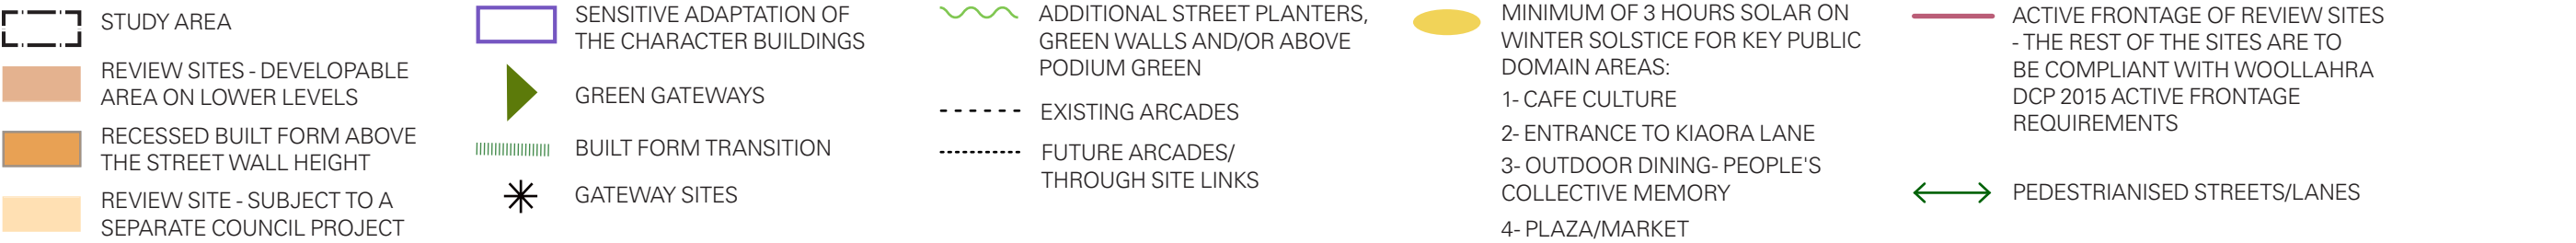 STUDY AREA
REVIEW SITES - DEVELOPABLE
AREA ON LOWER LEVELS
RECESSED BUILT FORM ABOVE
THE STREET WALL HEIGHT
REVIEW SITE - SUBJECT TO A
SEPARATE COUNCIL PROJECT
SENSITIVE ADAPTATION OF
THE CHARACTER BUILDINGS
GREEN GATEWAYS
BUILT FORM TRANSITION
GATEWAY SITES
ADDITIONAL STREET PLANTERS,
GREEN WALLS AND/OR ABOVE
PODIUM GREEN
EXISTING ARCADES
FUTURE ARCADES/
THROUGH SITE LINKS
MINIMUM OF 3 HOURS SOLAR ON
WINTER SOLSTICE FOR KEY PUBLIC
DOMAIN AREAS:
1- CAFE CULTURE
2- ENTRANCE TO KIAORA LANE
3- OUTDOOR DINING- PEOPLE'S
COLLECTIVE MEMORY
4- PLAZA/MARKET
ACTIVE FRONTAGE OF REVIEW SITES
- THE REST OF THE SITES ARE TO
BE COMPLIANT WITH WOOLLAHRA
DCP 2015 ACTIVE FRONTAGE
REQUIREMENTS
PEDESTRIANISED STREETS/LANES